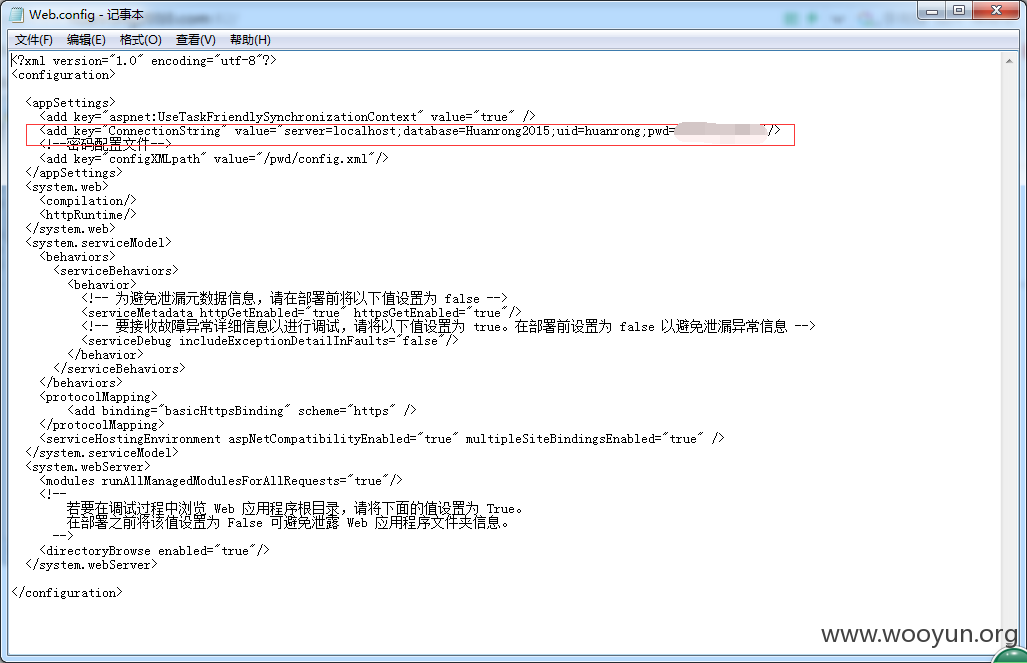 Web.config - 记事本
文件(F) 编辑(E) 格式(O) 查看(V) 帮助(H)
<?xml version="1.0" encoding="utf-8"?>
<configuration>
<appSettings>
<add key="aspnet:UseTaskFriendlySynchronizationContext" value="true" />
<add key="ConnectionString" value="server=localhost;database=Huanrong2015;uid=huanrong;pwd= />
<!--密码配置文件-->
<add key="configXMLpath" value="/pwd/config.xml"/>
</appSettings>
<system.web>
<compilation/>
<httpRuntime/>
</system.web>
<system.serviceModel>
<behaviors>
<serviceBehaviors>
<behavior>
<!-- 为避免泄漏元数据信息，请在部署前将以下值设置为 false -->
<serviceMetadata httpGetEnabled="true" httpsGetEnabled="true"/>
<!-- 要接收故障异常详细信息以进行调试，请将以下值设置为 true。在部署前设置为 false 以避免泄漏异常信息 -->
<serviceDebug includeExceptionDetailInFaults="false"/>
</behavior>
</serviceBehaviors>
</behaviors>
<protocolMapping>
<add binding="basicHttpsBinding" scheme="https" />
</protocolMapping>
<serviceHostingEnvironment aspNetCompatibilityEnabled="true" multipleSiteBindingsEnabled="true" />
</system.serviceModel>
<system.webServer>
<modules runAllManagedModulesForAllRequests="true"/>
<!--
若要在调试过程中浏览 Web 应用程序根目录，请将下面的值设置为 True。
在部署之前将该值设置为 False 可避免泄露 Web 应用程序文件夹信息。
-->
<directoryBrowse enabled="true"/>
</system.webServer>
</configuration>
www.wooyun.org